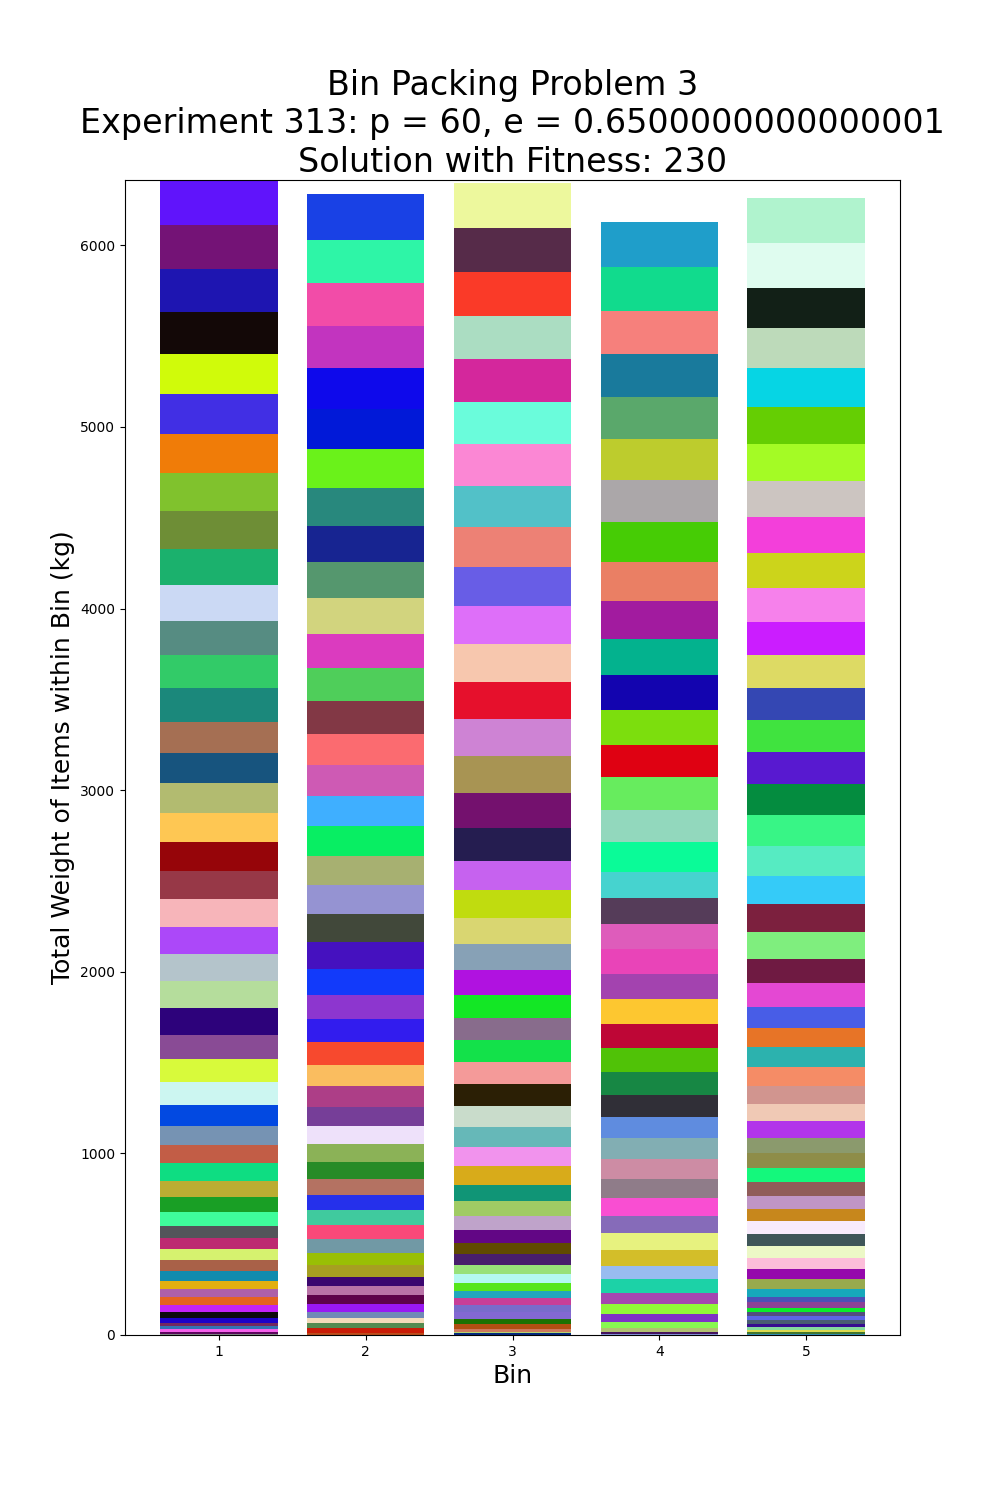 Bin Packing Problem 3
Experiment 313: p = 60, e = 0.6500000000000001
Solution with Fitness: 230
6000
5000
4000
3000
2000
1000
0
Total Weight of Items within Bin (kg)
1 2 3 4 5
Bin